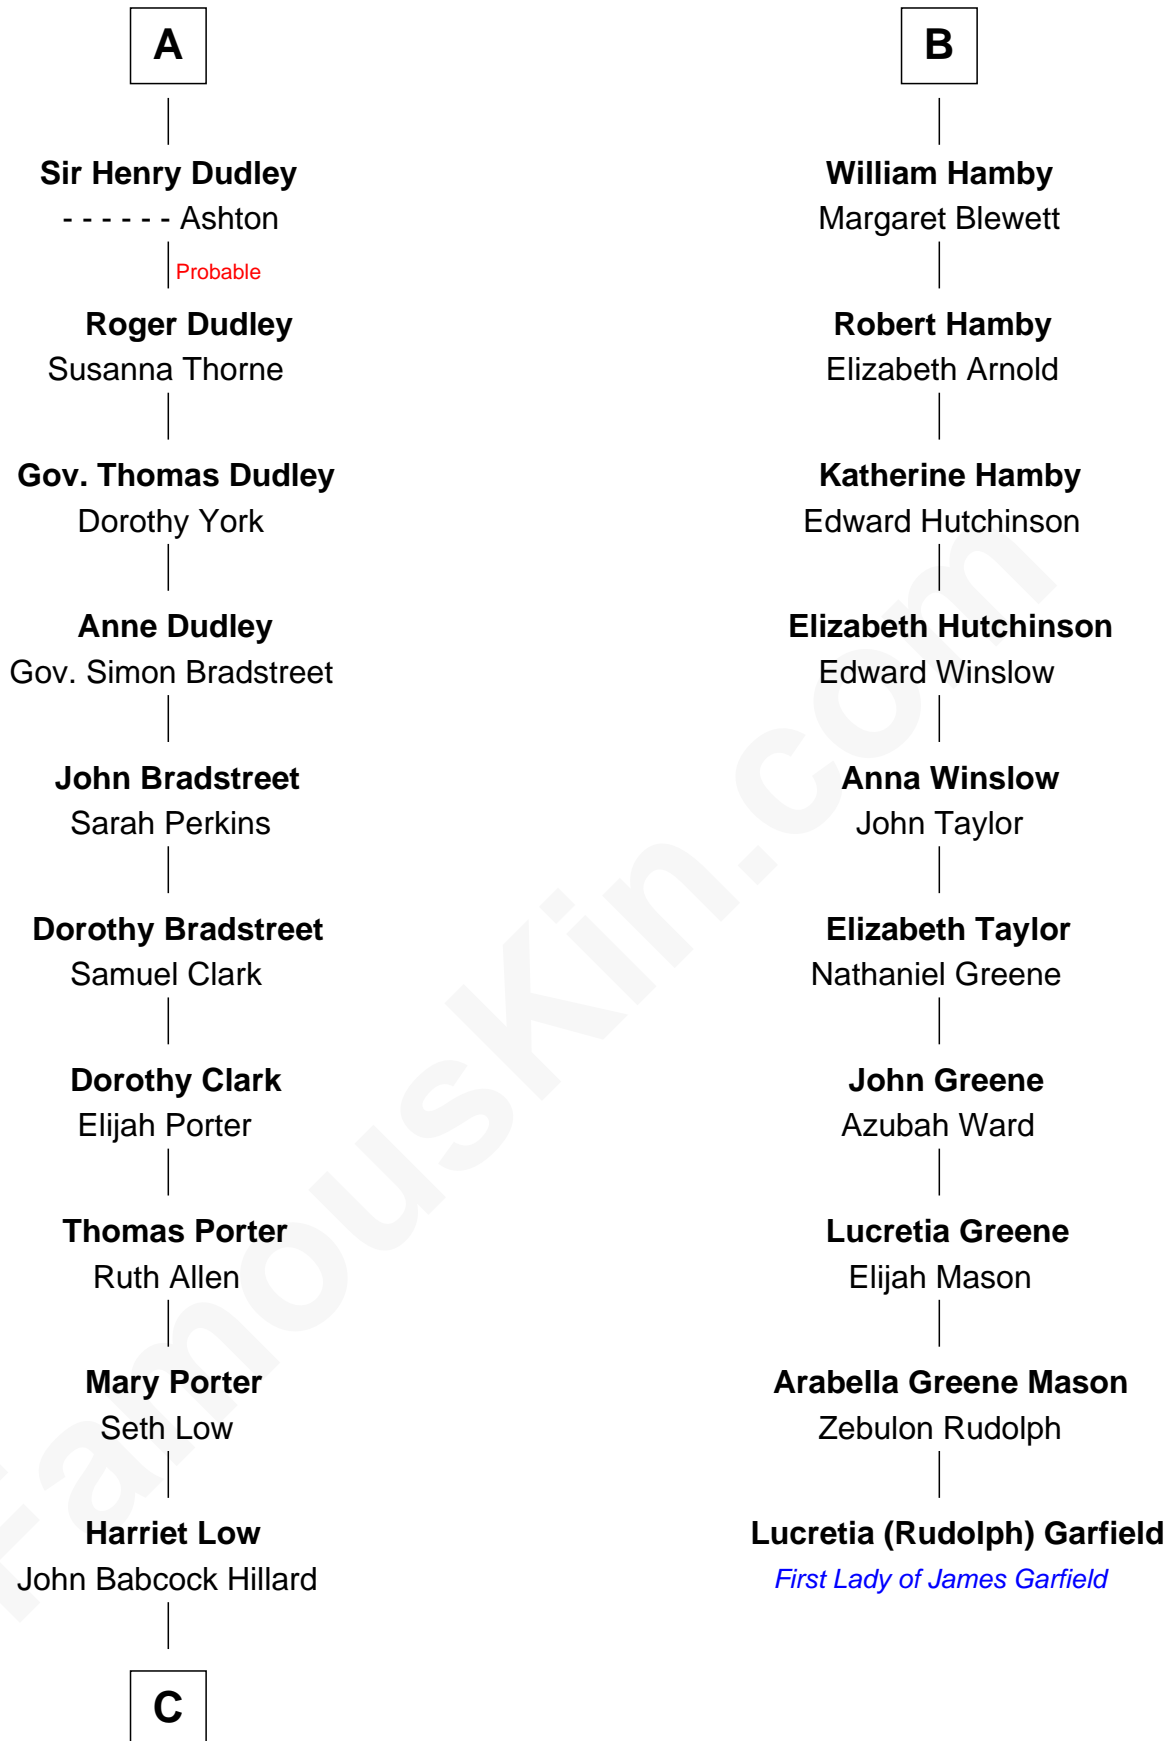 A
Sir Henry Dudley
- - - - - - Ashton
Probable
Roger Dudley
Susanna Thorne
Gov. Thomas Dudley
Dorothy York
Anne Dudley
Gov. Simon Bradstreet
John Bradstreet
Sarah Perkins
Dorothy Bradstreet
Samuel Clark
Dorothy Clark
Elijah Porter
Thomas Porter
Ruth Allen
Mary Porter
Seth Low
Harriet Low
John Babcock Hillard
C
B
William Hamby
Margaret Blewett
Robert Hamby
Elizabeth Arnold
Katherine Hamby
Edward Hutchinson
Elizabeth Hutchinson
Edward Winslow
Anna Winslow
John Taylor
Elizabeth Taylor
Nathaniel Greene
John Greene
Azubah Ward
Lucretia Greene
Elijah Mason
Arabella Greene Mason
Zebulon Rudolph
Lucretia (Rudolph) Garfield
First Lady of James Garfield
FamousKin.com